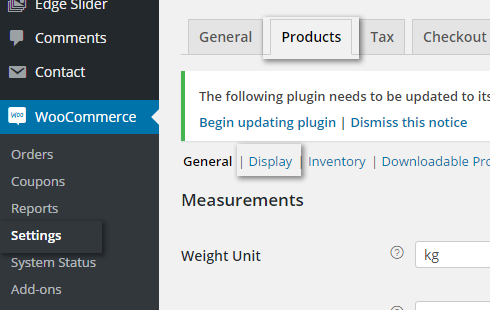 Edge Slider
Comments
Contact
WooCommerce
Orders
Coupons
Reports
Settings
System Status
Add-ons
General Products Tax Checkout
The following plugin needs to be updated to its
Begin updating plugin | Dismiss this notice
General | Display | Inventory | Downloadable Pro
Measurements
Weight Unit ? kg